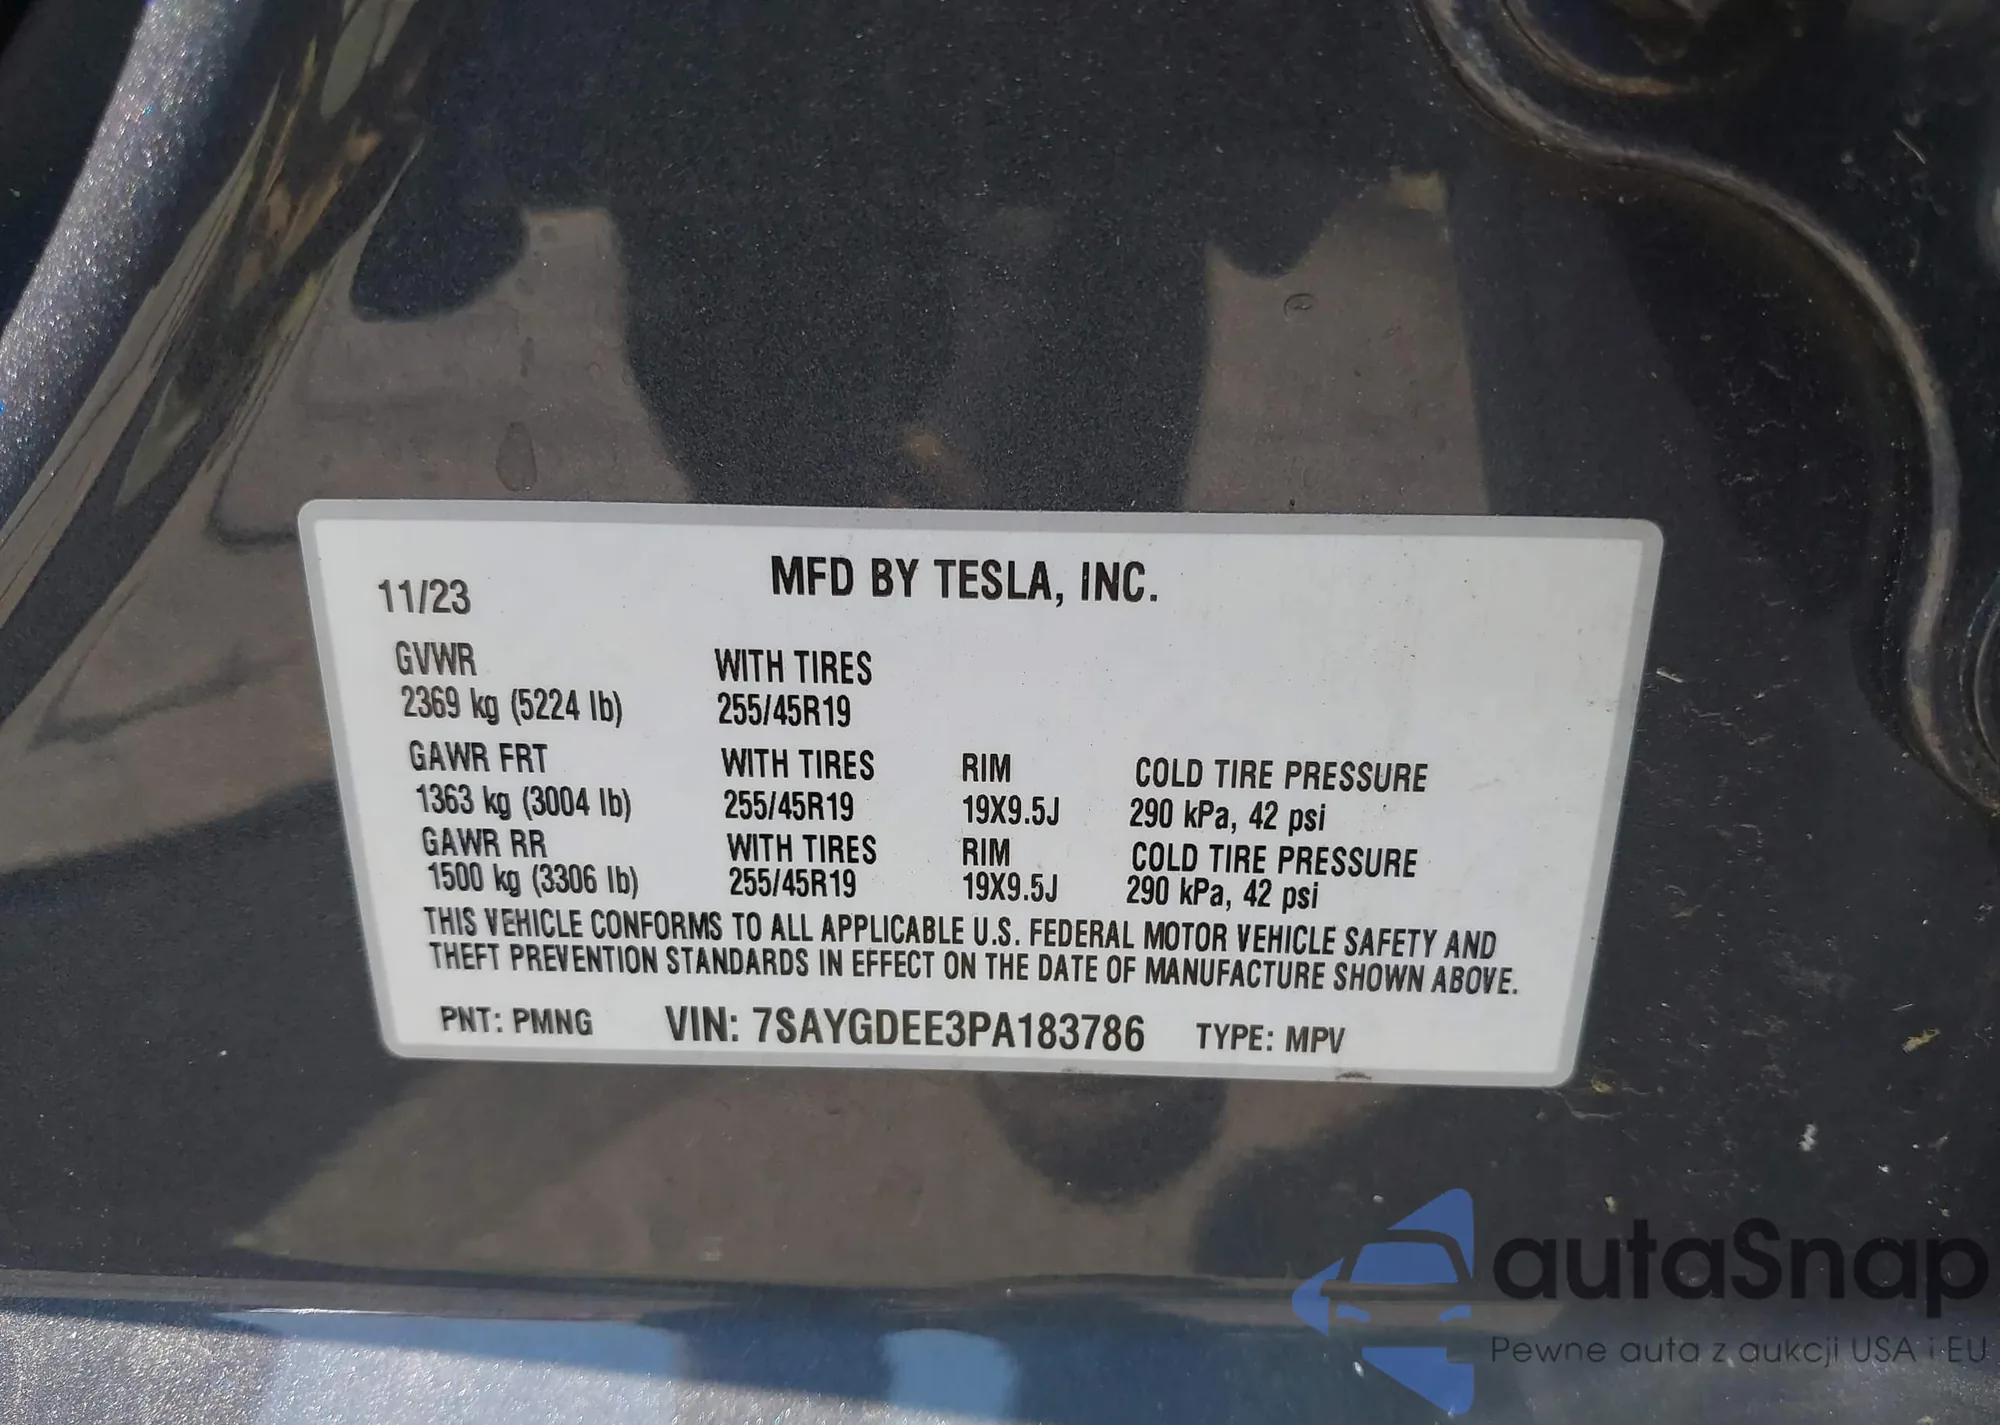 MFD BY TESLA, INC.
11/23
GVWR WITH TIRES
2369 kg (5224 lb) 255/45R19
GAWR FRT WITH TIRES RIM COLD TIRE PRESSURE
1363 kg (3004 lb) 255/45R19 19X9.5J 290 kPa, 42 psi
GAWR RR WITH TIRES RIM COLD TIRE PRESSURE
1500 kg (3306 lb) 255/45R19 19X9.5J 290 kPa, 42 psi
THIS VEHICLE CONFORMS TO ALL APPLICABLE U.S. FEDERAL MOTOR VEHICLE SAFETY AND
THEFT PREVENTION STANDARDS IN EFFECT ON THE DATE OF MANUFACTURE SHOWN ABOVE.
PNT: PMNG VIN: 7SAYGDEE3PA183786 TYPE: MPV
autaSnap
Pewne auta z aukcji USA i EU